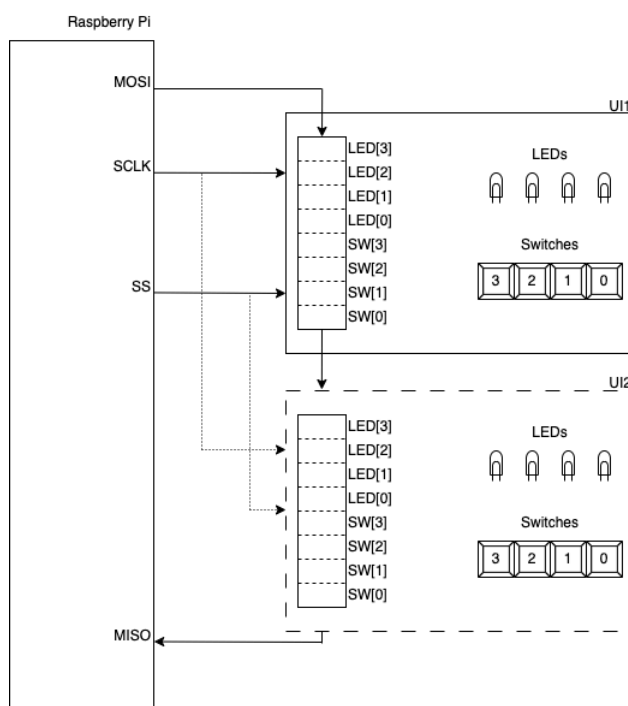 Raspberry Pi
MOSI
UI1
LED[3]
LEDs
SCLK
LED[2]
LED[1]
LED[0]
SW[3]
Switches
SW[2]
3 2 1 0
SS
SW[1]
SW[0]
UI2
LED[3]
LEDs
LED[2]
LED[1]
LED[0]
SW[3]
Switches
SW[2]
3 2 1 0
SW[1]
SW[0]
MISO